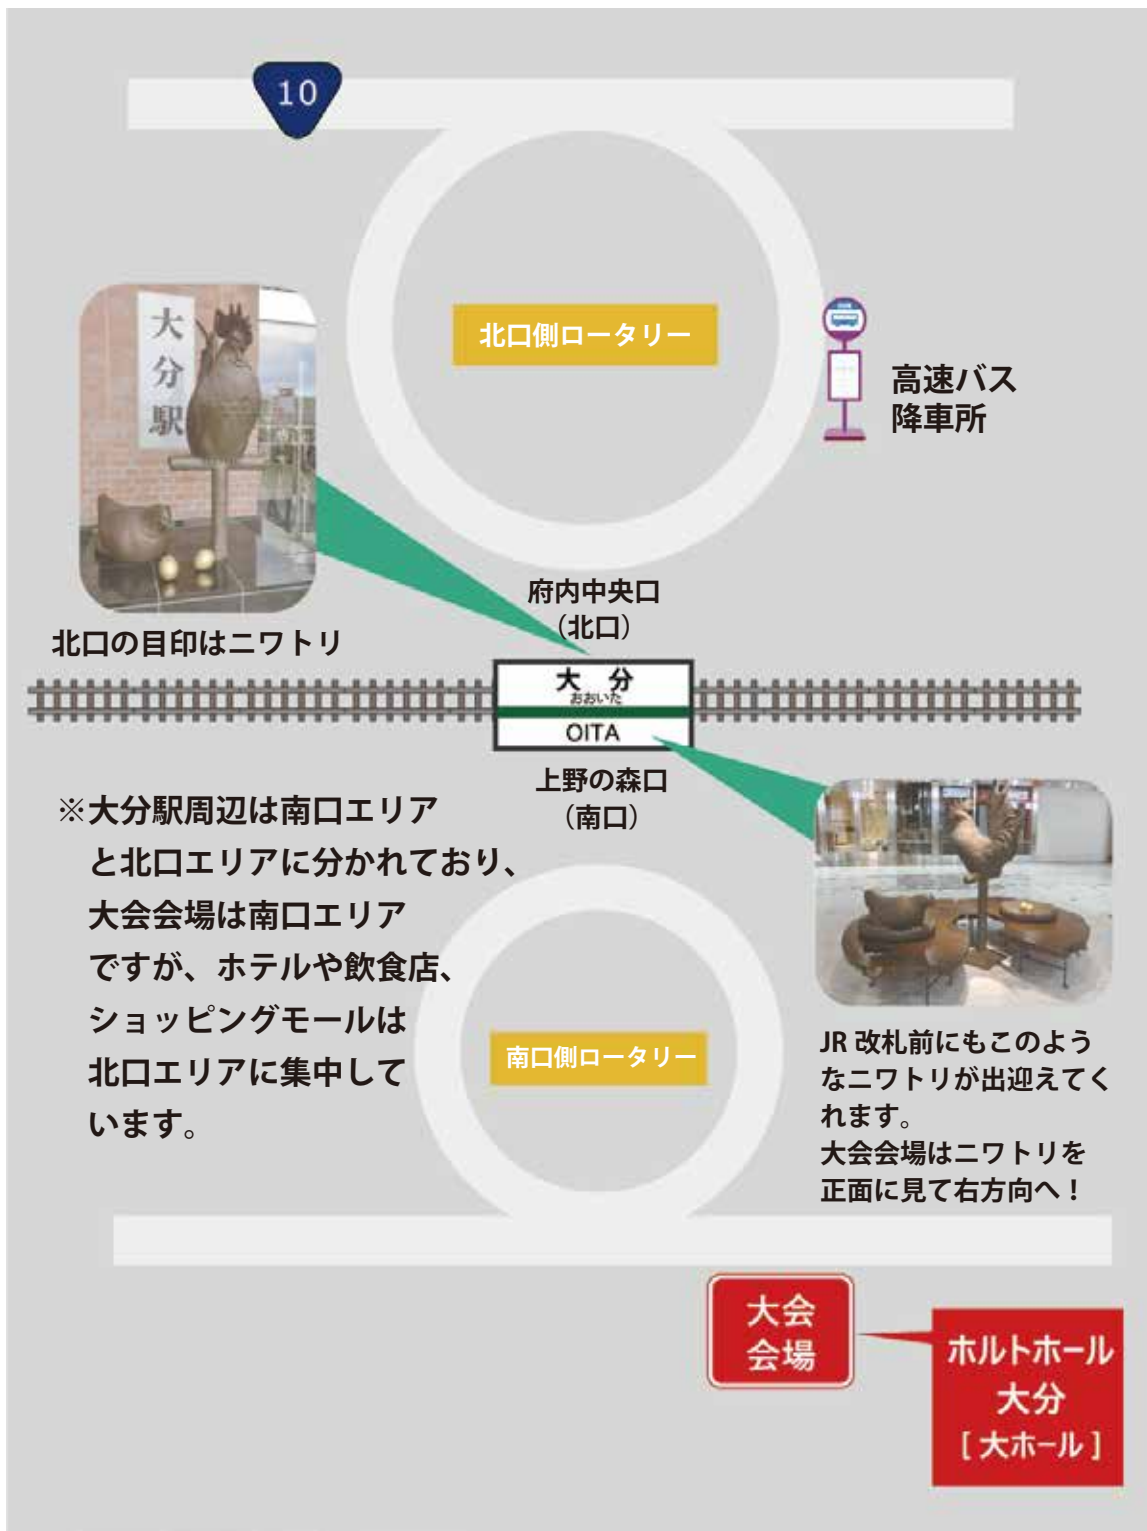 10
北口側ロータリー
大
分
駅
高速バス
降車所
府内中央口
（北口）
北口の目印はニワトリ
大 分
おおいた
OITA
上野の森口
（南口）
※大分駅周辺は南口エリア
と北口エリアに分かれており、
大会会場は南口エリア
ですが、ホテルや飲食店、
ショッピングモールは
北口エリアに集中して
います。
南口側ロータリー
JR 改札前にもこのよう
なニワトリが出迎えてく
れます。
大会会場はニワトリを
正面に見て右方向へ！
大会
会場
ホルトホール
大分
[ 大ホール ]